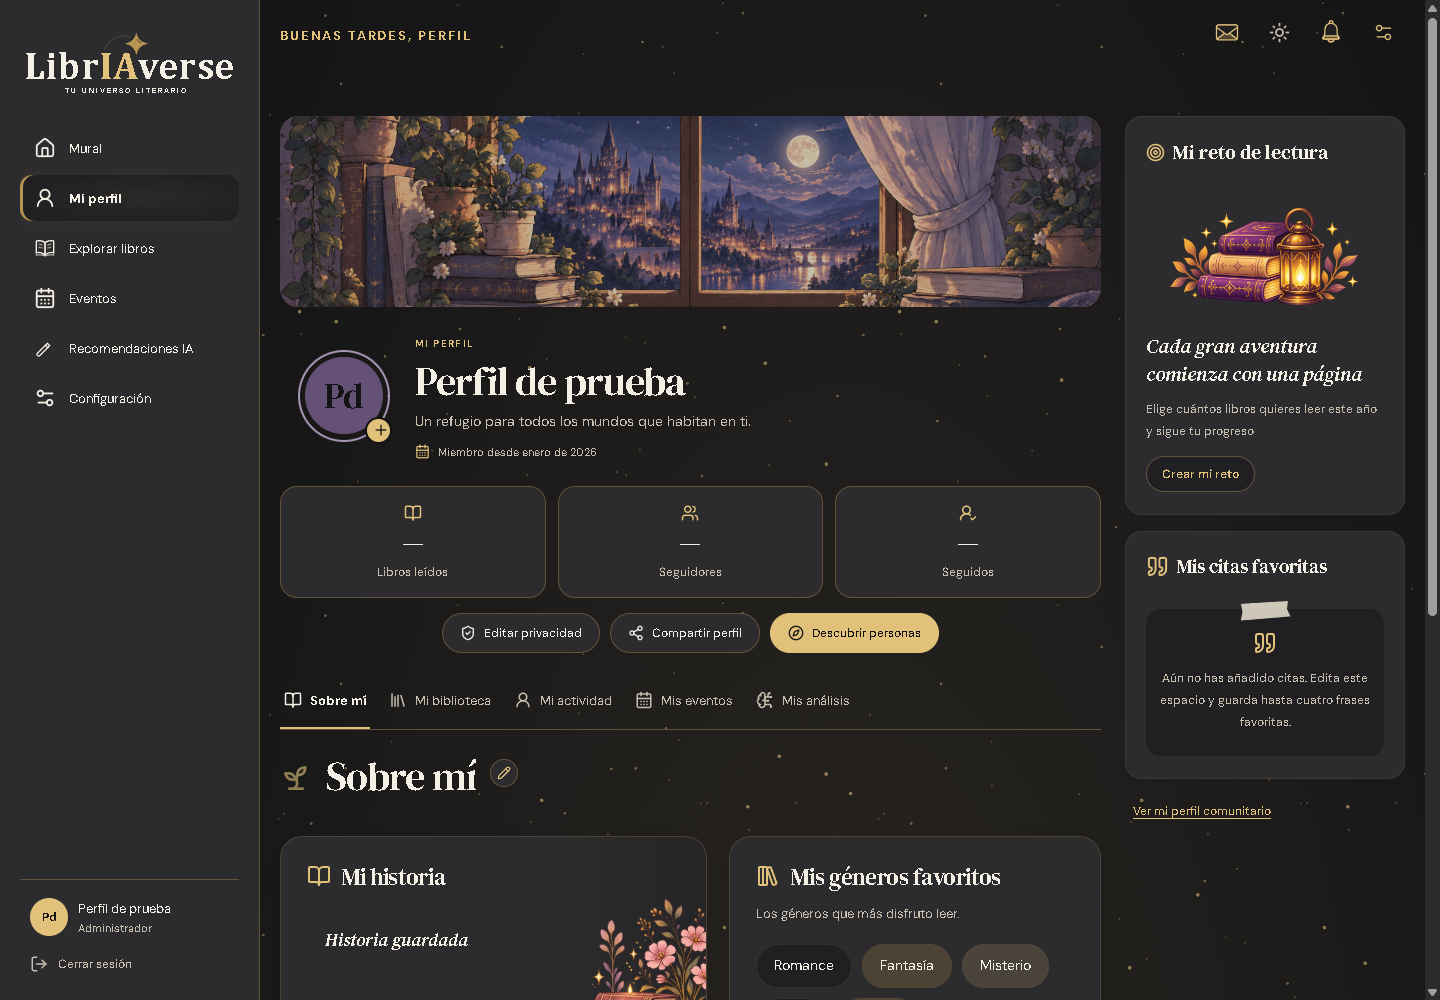 LibrIAverse
TU UNIVERSO LITERARIO
Mural
Mi perfil
Explorar libros
Eventos
Recomendaciones IA
Configuración
Pd
Perfil de prueba
Administrador
Cerrar sesión
BUENAS TARDES, PERFIL
Pd
MI PERFIL
Perfil de prueba
Un refugio para todos los mundos que habitan en ti.
Miembro desde enero de 2026
—
Libros leídos
—
Seguidores
—
Seguidos
Editar privacidad
Compartir perfil
Descubrir personas
Sobre mí
Mi biblioteca
Mi actividad
Mis eventos
Mis análisis
Sobre mí
Mi historia
Historia guardada
Mis géneros favoritos
Los géneros que más disfruto leer.
Romance
Fantasía
Misterio
Mi reto de lectura
Cada gran aventura
comienza con una página
Elige cuántos libros quieres leer este año
y sigue tu progreso
Crear mi reto
Mis citas favoritas
Aún no has añadido citas. Edita este
espacio y guarda hasta cuatro frases
favoritas.
Ver mi perfil comunitario